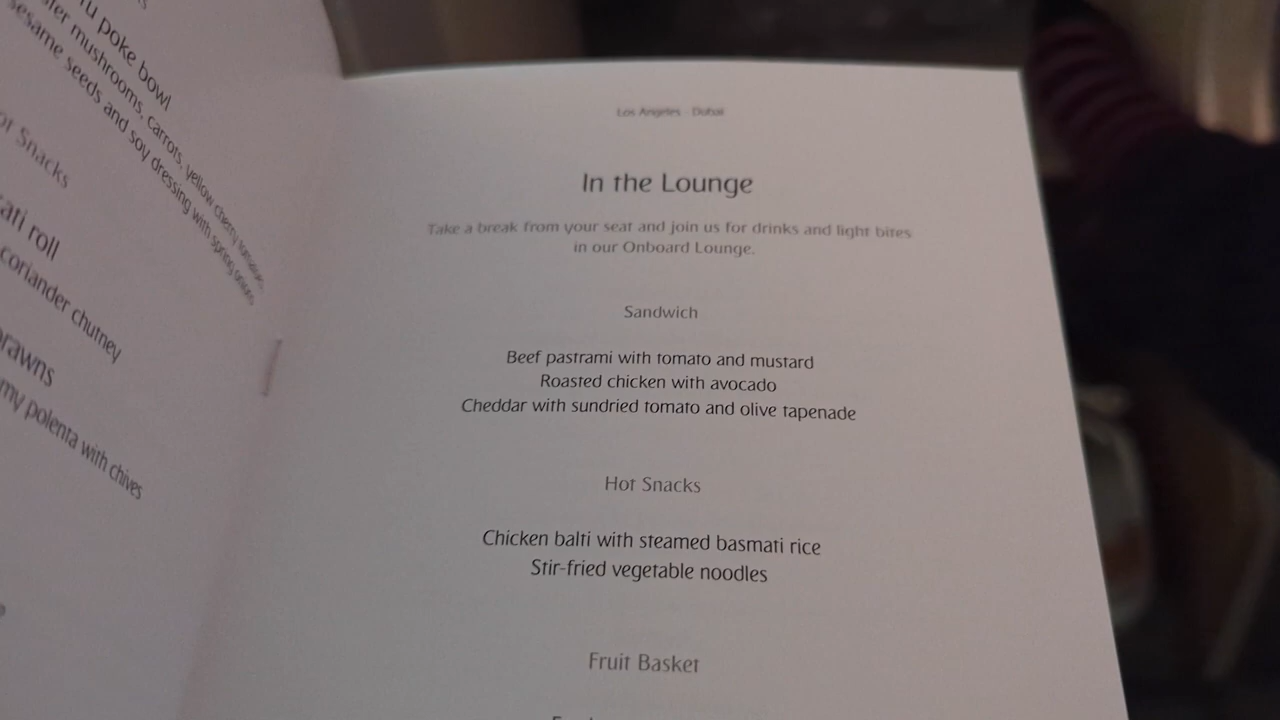 poke bowl
mushrooms, carrots, yellow cherry
sesame seeds and soy dressing with spring onions
Snacks
roll
coriander chutney
polenta with chives
Los Angeles - Dubai
In the Lounge
Take a break from your seat and join us for drinks and light bites
in our Onboard Lounge.
Sandwich
Beef pastrami with tomato and mustard
Roasted chicken with avocado
Cheddar with sundried tomato and olive tapenade
Hot Snacks
Chicken balti with steamed basmati rice
Stir-fried vegetable noodles
Fruit Basket